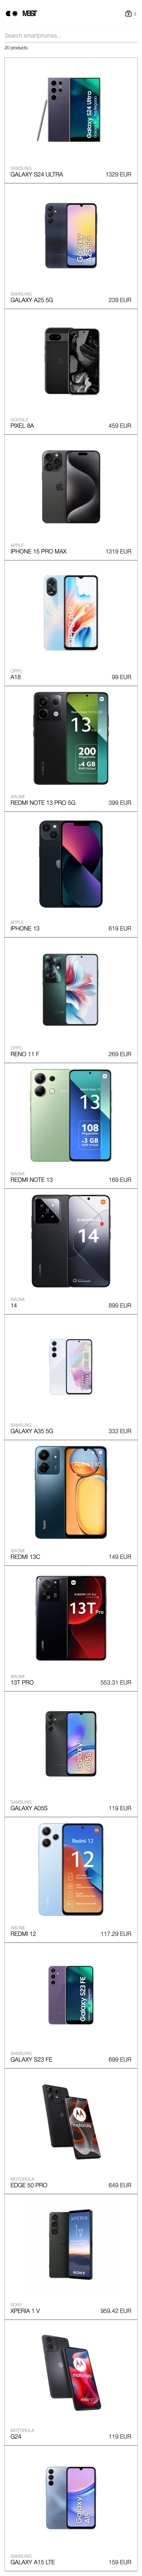 MBST
0
Search smartphones...
20 products
Galaxy S24 Ultra
SAMSUNG
GALAXY S24 ULTRA 1329 EUR
Galaxy
A25 5G
SAMSUNG
GALAXY A25 5G 239 EUR
GOOGLE
PIXEL 8A 459 EUR
APPLE
IPHONE 15 PRO MAX 1319 EUR
OPPO A18
OPPO
A18 99 EUR
13
200
XIAOMI
REDMI NOTE 13 PRO 5G 399 EUR
APPLE
IPHONE 13 619 EUR
OPPO
RENO 11 F 269 EUR
13
108
3 GB
XIAOMI
REDMI NOTE 13 169 EUR
14
XIAOMI
14 899 EUR
SAMSUNG
GALAXY A35 5G 333 EUR
XIAOMI
REDMI 13C 149 EUR
13T Pro
XIAOMI
13T PRO 553.31 EUR
Galaxy
A05s
SAMSUNG
GALAXY A05S 119 EUR
Redmi 12
12
XIAOMI
REDMI 12 117.29 EUR
Galaxy S23 FE
SAMSUNG
GALAXY S23 FE 699 EUR
motorola
MOTOROLA
EDGE 50 PRO 649 EUR
XPERIA
SONY
SONY
XPERIA 1 V 959.42 EUR
MOTOROLA
G24 119 EUR
Galaxy
SAMSUNG
GALAXY A15 LTE 159 EUR